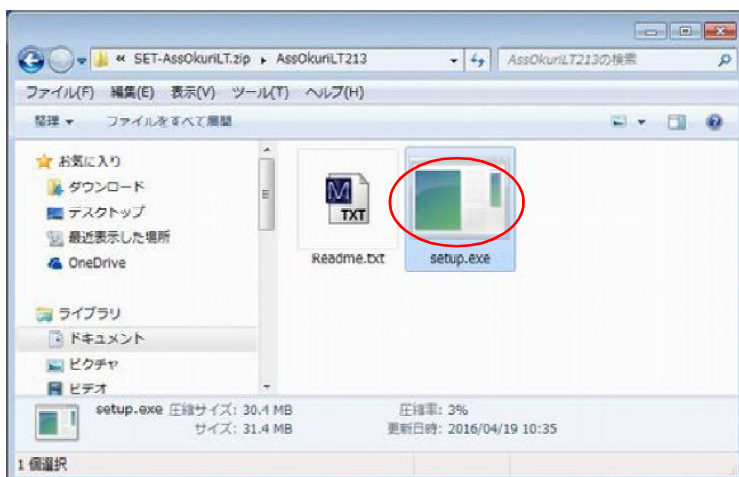 « SET-AssOkuriLT.zip ▸ AssOkuriLT213
AssOkuriLT213の検索
ファイル(F) 編集(E) 表示(V) ツール(T) ヘルプ(H)
整理 ▼ ファイルをすべて展開
お気に入り
ダウンロード
デスクトップ
最近表示した場所
OneDrive
ライブラリ
ドキュメント
ピクチャ
ビデオ
M
TXT
Readme.txt
setup.exe
setup.exe 圧縮サイズ: 30.4 MB 圧縮率: 3%
サイズ: 31.4 MB 更新日時: 2016/04/19 10:35
1 個選択